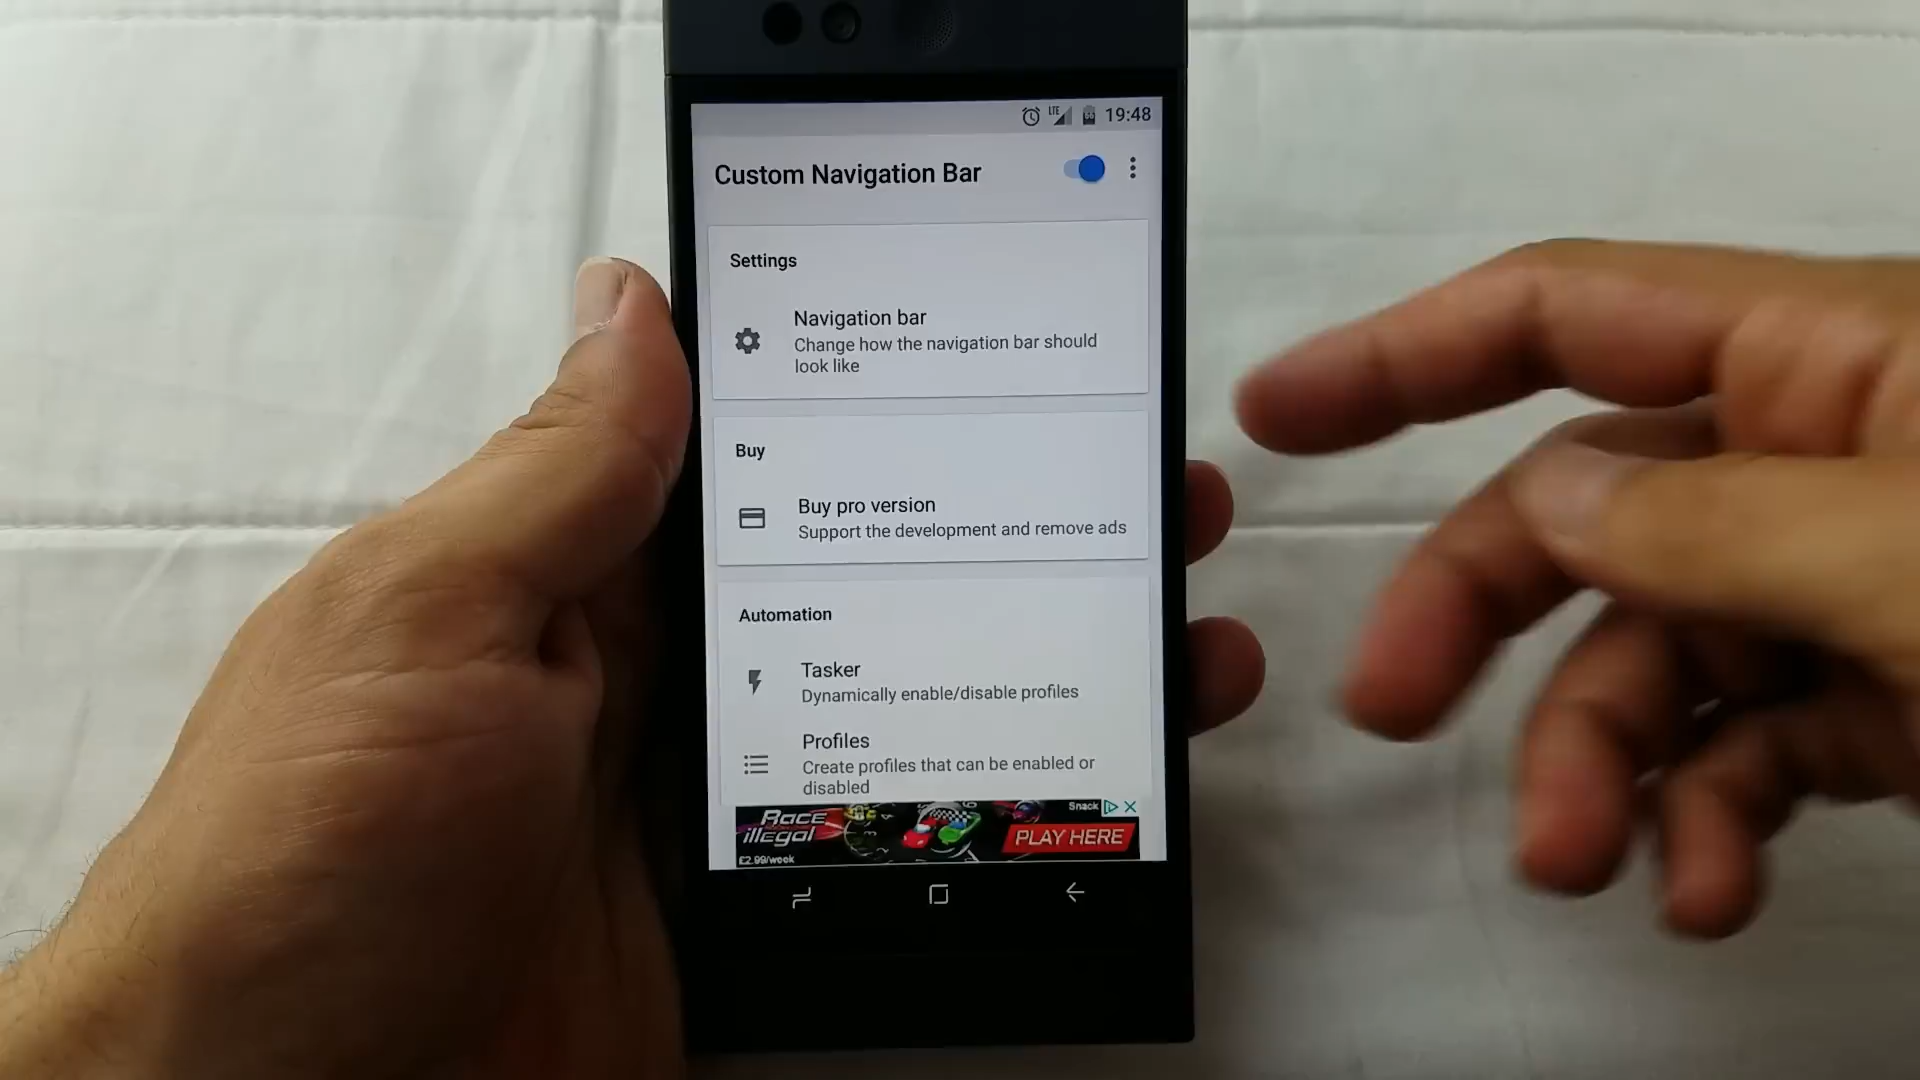 LTE 19:48
Custom Navigation Bar
Settings
Navigation bar
Change how the navigation bar should
look like
Buy
Buy pro version
Support the development and remove ads
Automation
Tasker
Dynamically enable/disable profiles
Profiles
Create profiles that can be enabled or
disabled
Snack
Race
illegal
PLAY HERE
£2.99/week